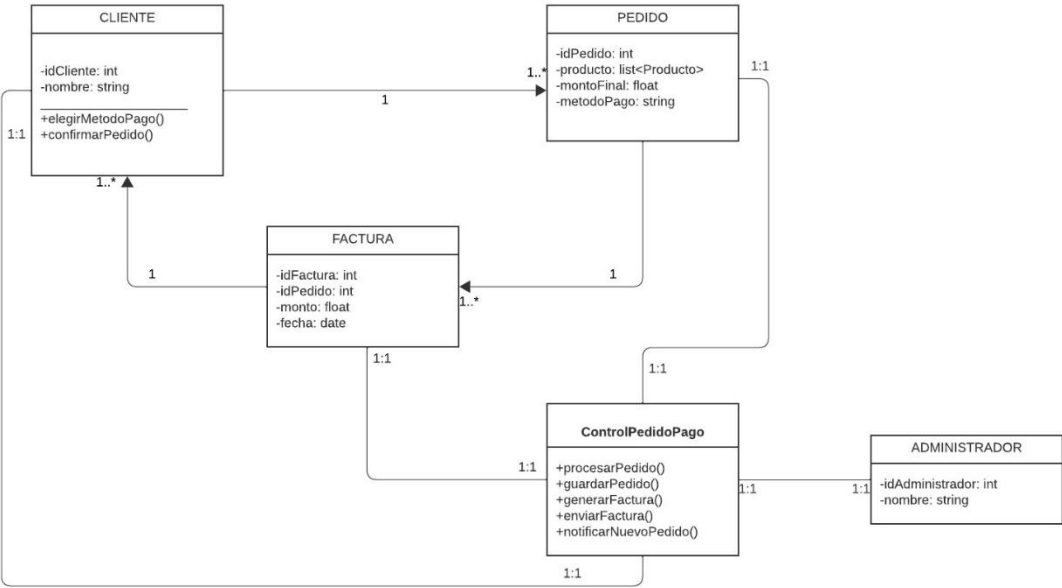 CLIENTE
-idCliente: int
-nombre: string
+elegirMetodoPago()
+confirmarPedido()
PEDIDO
-idPedido: int
-producto: list<Producto>
-montoFinal: float
-metodoPago: string
1
1..*
1:1
1:1
1..*
1
FACTURA
-idFactura: int
-idPedido: int
-monto: float
-fecha: date
1
1..*
1:1
1:1
1:1
ControlPedidoPago
+procesarPedido()
+guardarPedido()
+generarFactura()
+enviarFactura()
+notificarNuevoPedido()
1:1
1:1
ADMINISTRADOR
-idAdministrador: int
-nombre: string
1:1